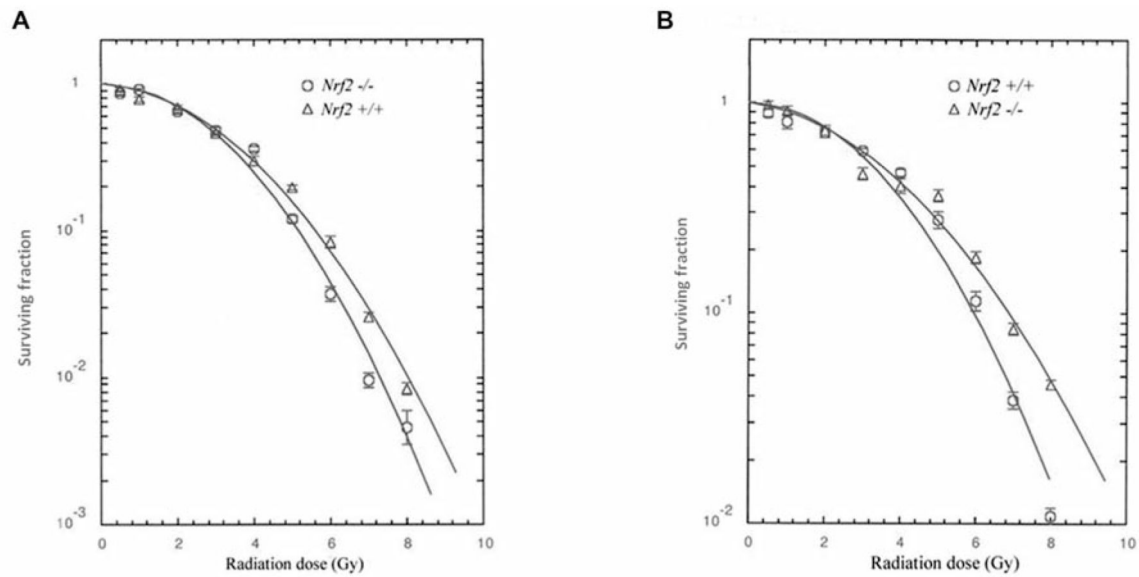 A
Nrf2 -/-
Nrf2 +/+
1
10-1
10-2
10-3
Surviving fraction
0 2 4 6 8 10
Radiation dose (Gy)
B
Nrf2 +/+
Nrf2 -/-
1
10-1
10-2
Surviving fraction
0 2 4 6 8 10
Radiation dose (Gy)